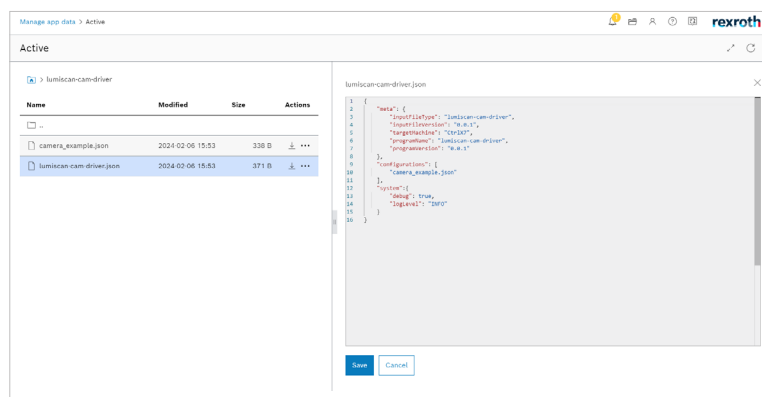 Manage app data > Active
rexroth
Active
> lumiscan-cam-driver
Name Modified Size Actions
..
camera_example.json 2024-02-06 15:53 338 B
lumiscan-cam-driver.json 2024-02-06 15:53 371 B
lumiscan-cam-driver.json
1 {
2 "meta": {
3 "inputFileType": "lumiscan-cam-driver",
4 "inputFileVersion": "0.0.1",
5 "targetMachine": "CtrlX7",
6 "programName": "lumiscan-cam-driver",
7 "programVersion": "0.0.1"
8 },
9 "configurations": [
10 "camera_example.json"
11 ],
12 "system":{
13 "debug": true,
14 "logLevel": "INFO"
15 }
16 }
Save Cancel